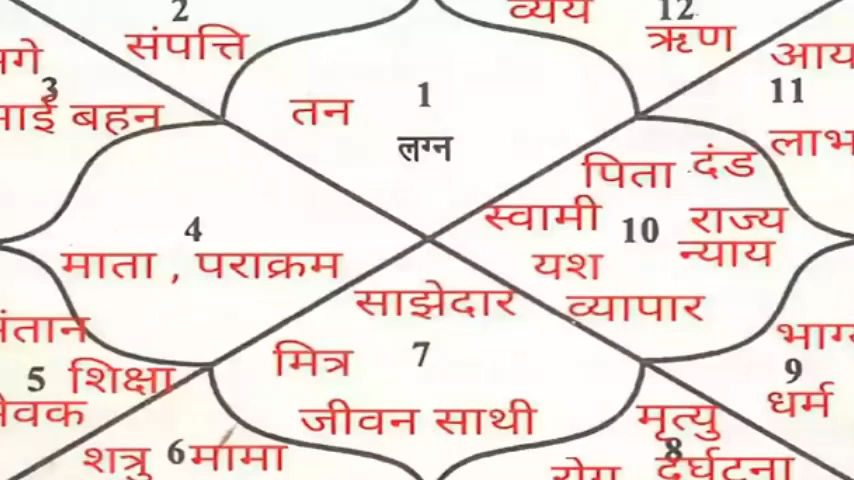 2
संपत्ति
व्यय
12
ऋण
3
बहन
तन
1
लग्न
11
पिता दंड
स्वामी 10 राज्य
न्याय
यश
व्यापार
4
माता , पराक्रम
साझेदार
मित्र 7
जीवन साथी
5 शिक्षा
शत्रु 6 मामा
9
धर्म
मृत्यु
8
दुर्घटना